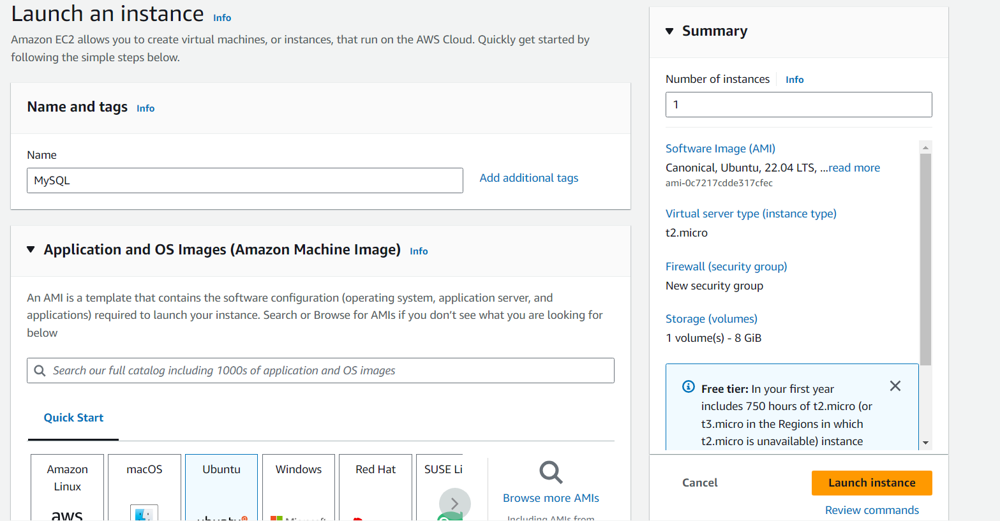 Launch an instance Info
Amazon EC2 allows you to create virtual machines, or instances, that run on the AWS Cloud. Quickly get started by
following the simple steps below.
Name and tags Info
Name
MySQL
Add additional tags
Application and OS Images (Amazon Machine Image) Info
An AMI is a template that contains the software configuration (operating system, application server, and
applications) required to launch your instance. Search or Browse for AMIs if you don’t see what you are looking for
below
Search our full catalog including 1000s of application and OS images
Quick Start
Amazon
Linux
aws
macOS
Ubuntu
ubuntu
Windows
Microsoft
Red Hat
SUSE Li
Browse more AMIs
Including AMIs from
Summary
Number of instances Info
1
Software Image (AMI)
Canonical, Ubuntu, 22.04 LTS, ...read more
ami-0c7217cdde317cfec
Virtual server type (instance type)
t2.micro
Firewall (security group)
New security group
Storage (volumes)
1 volume(s) - 8 GiB
Free tier: In your first year
includes 750 hours of t2.micro (or
t3.micro in the Regions in which
t2.micro is unavailable) instance
Cancel
Launch instance
Review commands